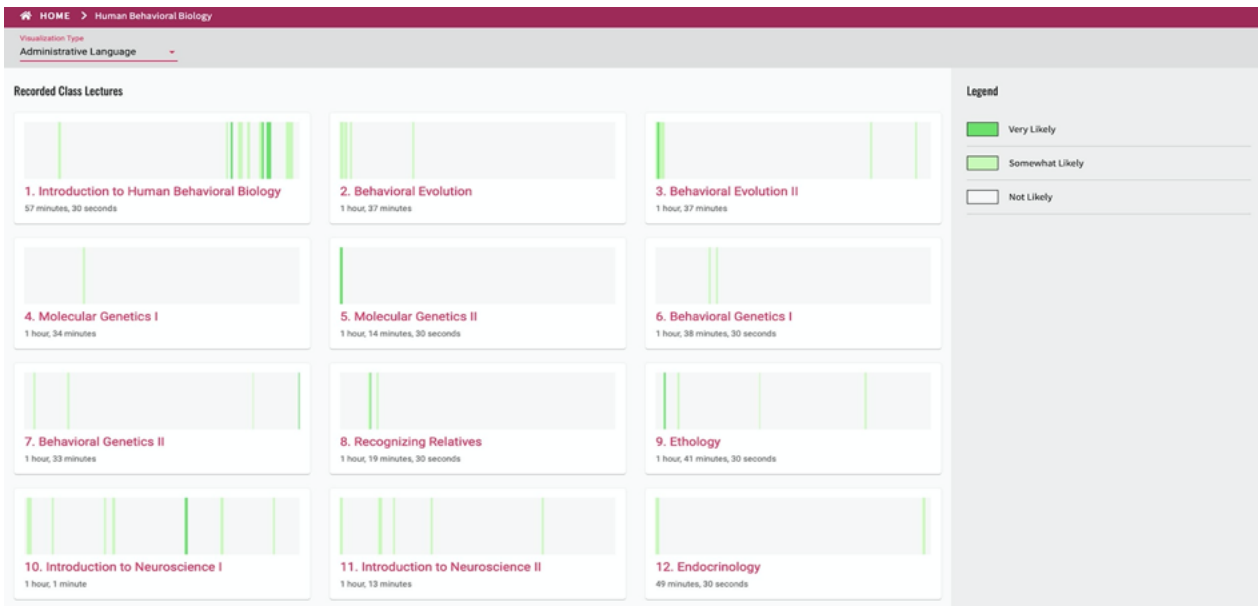 HOME > Human Behavioral Biology
Visualization Type
Administrative Language
Recorded Class Lectures
Legend
Very Likely
Somewhat Likely
Not Likely
1. Introduction to Human Behavioral Biology
57 minutes, 30 seconds
2. Behavioral Evolution
1 hour, 37 minutes
3. Behavioral Evolution II
1 hour, 37 minutes
4. Molecular Genetics I
1 hour, 34 minutes
5. Molecular Genetics II
1 hour, 14 minutes, 30 seconds
6. Behavioral Genetics I
1 hour, 38 minutes, 30 seconds
7. Behavioral Genetics II
1 hour, 33 minutes
8. Recognizing Relatives
1 hour, 19 minutes, 30 seconds
9. Ethology
1 hour, 41 minutes, 30 seconds
10. Introduction to Neuroscience I
1 hour, 1 minute
11. Introduction to Neuroscience II
1 hour, 13 minutes
12. Endocrinology
49 minutes, 30 seconds